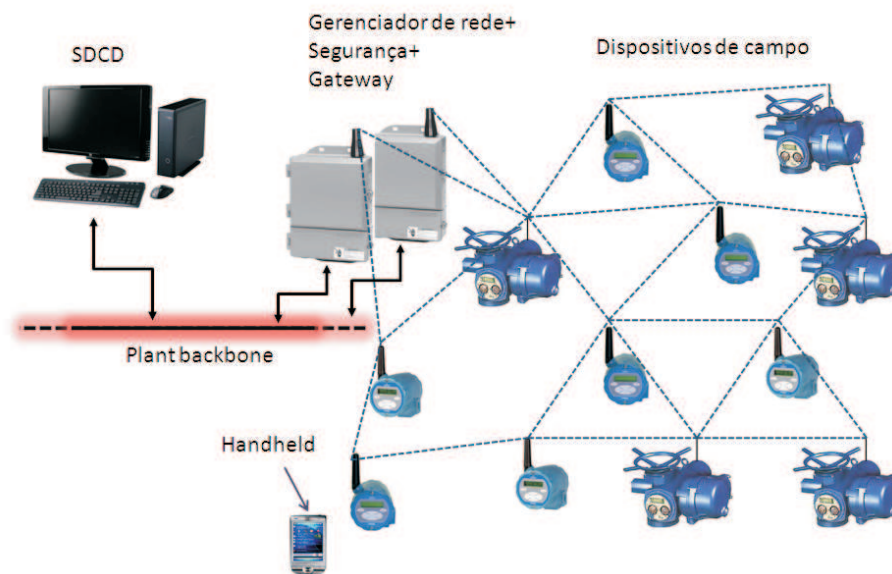 SDCD
Gerenciador de rede+
Segurança+
Gateway
Dispositivos de campo
Plant backbone
Handheld